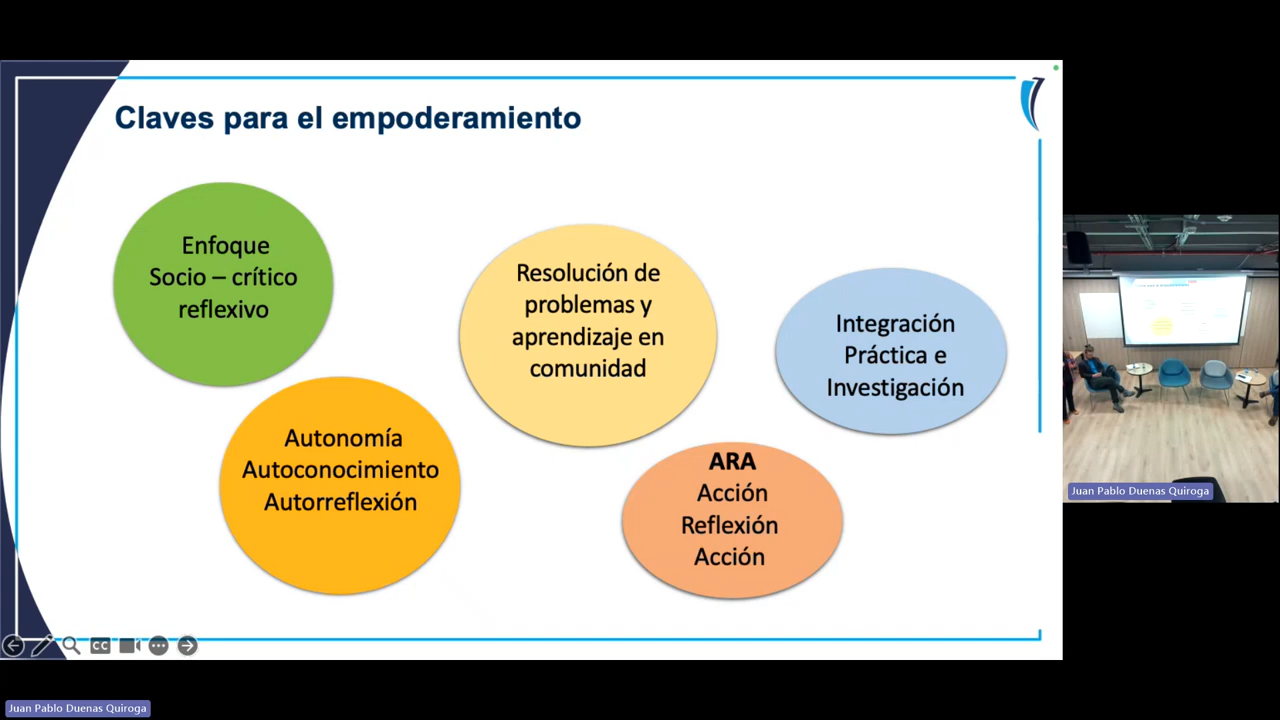 Claves para el empoderamiento
Enfoque
Socio – crítico
reflexivo
Autonomía
Autoconocimiento
Autorreflexión
Resolución de
problemas y
aprendizaje en
comunidad
ARA
Acción
Reflexión
Acción
Integración
Práctica e
Investigación
CC
Juan Pablo Duenas Quiroga
Juan Pablo Duenas Quiroga